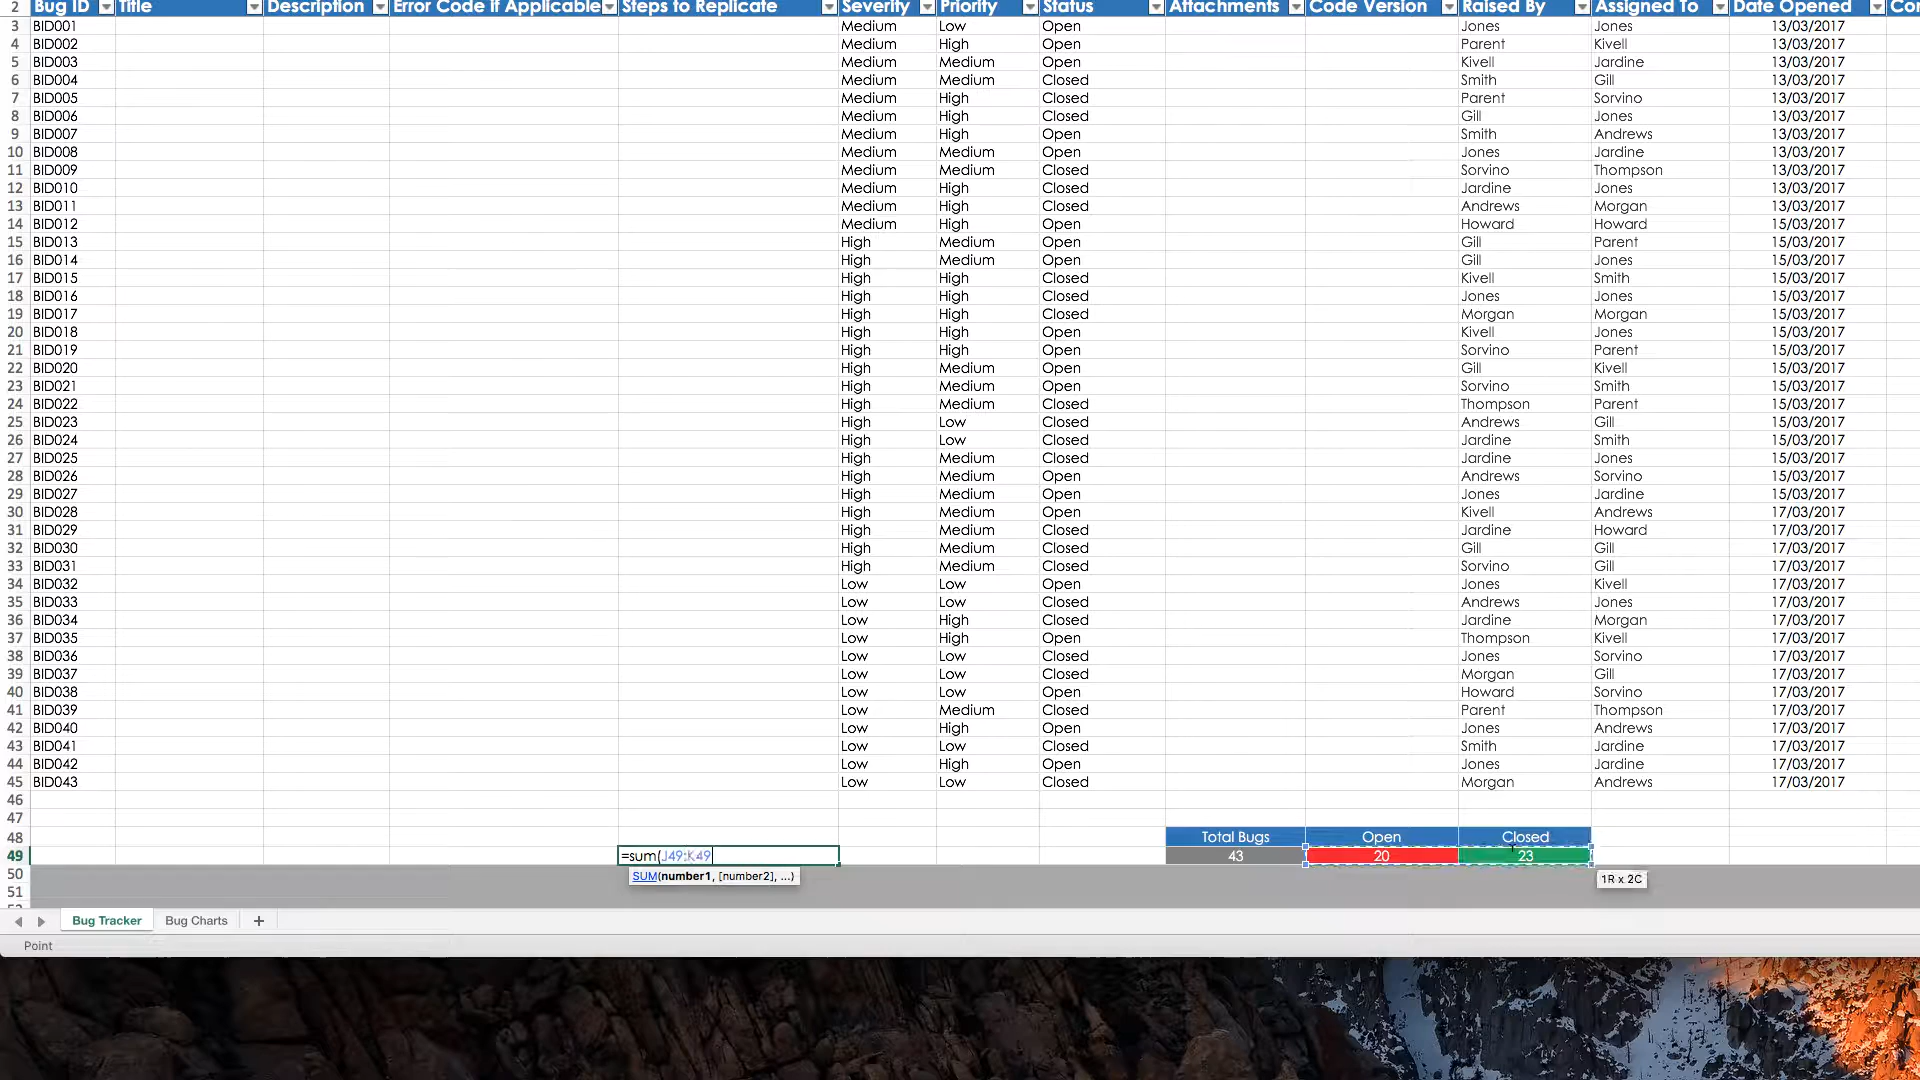 2 Bug ID Title Description Error Code if Applicable Steps to Replicate Severity Priority Status Attachments Code Version Raised By Assigned To Date Opened
3 BID001 Medium Low Open Jones Jones 13/03/2017
4 BID002 Medium High Open Parent Kivell 13/03/2017
5 BID003 Medium Medium Open Kivell Jardine 13/03/2017
6 BID004 Medium Medium Closed Smith Gill 13/03/2017
7 BID005 Medium High Closed Parent Sorvino 13/03/2017
8 BID006 Medium High Closed Gill Jones 13/03/2017
9 BID007 Medium High Open Smith Andrews 13/03/2017
10 BID008 Medium Medium Open Jones Jardine 13/03/2017
11 BID009 Medium Medium Closed Sorvino Thompson 13/03/2017
12 BID010 Medium High Closed Jardine Jones 13/03/2017
13 BID011 Medium High Closed Andrews Morgan 13/03/2017
14 BID012 Medium High Open Howard Howard 15/03/2017
15 BID013 High Medium Open Gill Parent 15/03/2017
16 BID014 High Medium Open Gill Jones 15/03/2017
17 BID015 High High Closed Kivell Smith 15/03/2017
18 BID016 High High Closed Jones Jones 15/03/2017
19 BID017 High High Closed Morgan Morgan 15/03/2017
20 BID018 High High Open Kivell Jones 15/03/2017
21 BID019 High High Open Sorvino Parent 15/03/2017
22 BID020 High Medium Open Gill Kivell 15/03/2017
23 BID021 High Medium Open Sorvino Smith 15/03/2017
24 BID022 High Medium Closed Thompson Parent 15/03/2017
25 BID023 High Low Closed Andrews Gill 15/03/2017
26 BID024 High Low Closed Jardine Smith 15/03/2017
27 BID025 High Medium Closed Jardine Jones 15/03/2017
28 BID026 High Medium Open Andrews Sorvino 15/03/2017
29 BID027 High Medium Open Jones Jardine 15/03/2017
30 BID028 High Medium Open Kivell Andrews 17/03/2017
31 BID029 High Medium Closed Jardine Howard 17/03/2017
32 BID030 High Medium Closed Gill Gill 17/03/2017
33 BID031 High Medium Closed Sorvino Gill 17/03/2017
34 BID032 Low Low Open Jones Kivell 17/03/2017
35 BID033 Low Low Closed Andrews Jones 17/03/2017
36 BID034 Low High Closed Jardine Morgan 17/03/2017
37 BID035 Low High Open Thompson Kivell 17/03/2017
38 BID036 Low Low Closed Jones Sorvino 17/03/2017
39 BID037 Low Low Closed Morgan Gill 17/03/2017
40 BID038 Low Low Open Howard Sorvino 17/03/2017
41 BID039 Low Medium Closed Parent Thompson 17/03/2017
42 BID040 Low High Open Jones Andrews 17/03/2017
43 BID041 Low Low Closed Smith Jardine 17/03/2017
44 BID042 Low High Open Jones Jardine 17/03/2017
45 BID043 Low Low Closed Morgan Andrews 17/03/2017
46
47
48 Total Bugs Open Closed
49 =sum(J49:K49 43 20 23
50 SUM(number1, [number2], ...) 1R x 2C
51
Bug Tracker Bug Charts +
Point